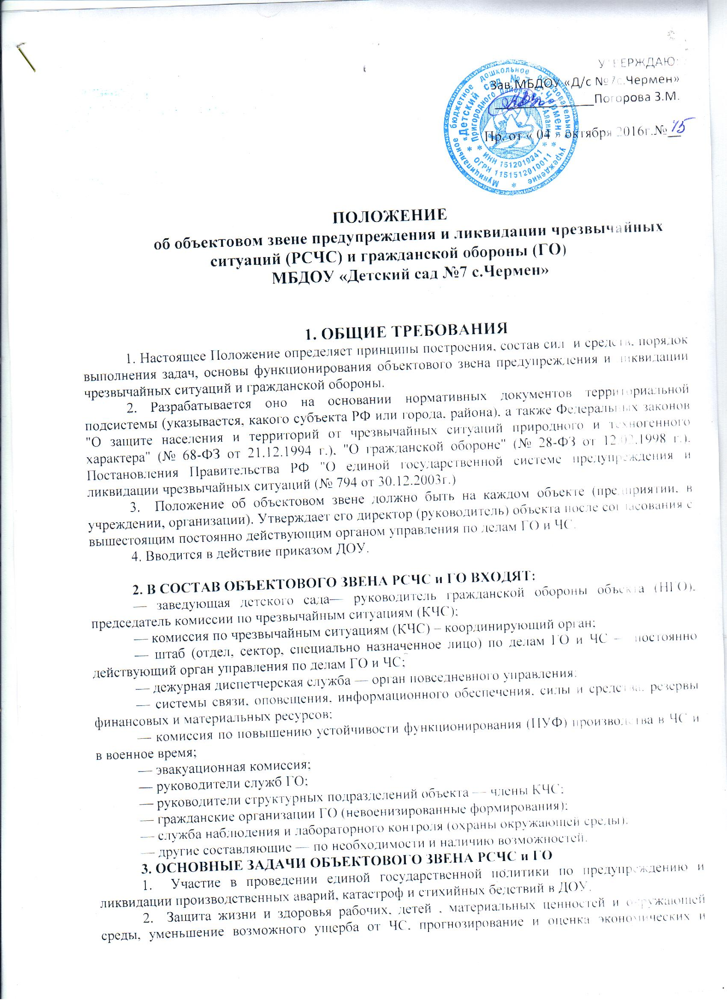 УТВЕРЖДАЮ:
Зав.МБДОУ «Д/с №7с.Чермен»
Погорова З.М.
Пр. от « 04 » октября 2016г.№ 45
Муниципальное бюджетное дошкольное образовательное учреждение
«Детский сад № 7 с. Чермен»
Пригородного района
ИНН 1512019341
ОГРН 1151512010011
ПОЛОЖЕНИЕ
об объектовом звене предупреждения и ликвидации чрезвычайных
ситуаций (РСЧС) и гражданской обороны (ГО)
МБДОУ «Детский сад №7 с.Чермен»
1. ОБЩИЕ ТРЕБОВАНИЯ
1. Настоящее Положение определяет принципы построения, состав сил и средств, порядок
выполнения задач, основы функционирования объектового звена предупреждения и ликвидации
чрезвычайных ситуаций и гражданской обороны.
2. Разрабатывается оно на основании нормативных документов территориальной
подсистемы (указывается, какого субъекта РФ или города, района), а также Федеральных законов
"О защите населения и территорий от чрезвычайных ситуаций природного и техногенного
характера" (№ 68-ФЗ от 21.12.1994 г.), "О гражданской обороне" (№ 28-ФЗ от 12.02.1998 г.),
Постановления Правительства РФ "О единой государственной системе предупреждения и
ликвидации чрезвычайных ситуаций (№ 794 от 30.12.2003г.)
3. Положение об объектовом звене должно быть на каждом объекте (предприятии, в
учреждении, организации). Утверждает его директор (руководитель) объекта после согласования с
вышестоящим постоянно действующим органом управления по делам ГО и ЧС.
4. Вводится в действие приказом ДОУ.
2. В СОСТАВ ОБЪЕКТОВОГО ЗВЕНА РСЧС и ГО ВХОДЯТ:
— заведующая детского сада— руководитель гражданской обороны объекта (НГО),
председатель комиссии по чрезвычайным ситуациям (КЧС);
— комиссия по чрезвычайным ситуациям (КЧС) – координирующий орган;
— штаб (отдел, сектор, специально назначенное лицо) по делам ГО и ЧС – постоянно
действующий орган управления по делам ГО и ЧС;
— дежурная диспетчерская служба — орган повседневного управления;
— системы связи, оповещения, информационного обеспечения, силы и средства, резервы
финансовых и материальных ресурсов;
— комиссия по повышению устойчивости функционирования (ПУФ) производства в ЧС и
в военное время;
— эвакуационная комиссия;
— руководители служб ГО;
— руководители структурных подразделений объекта — члены КЧС;
— гражданские организации ГО (невоенизированные формирования);
— служба наблюдения и лабораторного контроля (охраны окружающей среды);
— другие составляющие — по необходимости и наличию возможностей.
3. ОСНОВНЫЕ ЗАДАЧИ ОБЪЕКТОВОГО ЗВЕНА РСЧС и ГО
1. Участие в проведении единой государственной политики по предупреждению и
ликвидации производственных аварий, катастроф и стихийных бедствий в ДОУ.
2. Защита жизни и здоровья рабочих, детей , материальных ценностей и окружающей
среды, уменьшение возможного ущерба от ЧС, прогнозирование и оценка экономических и